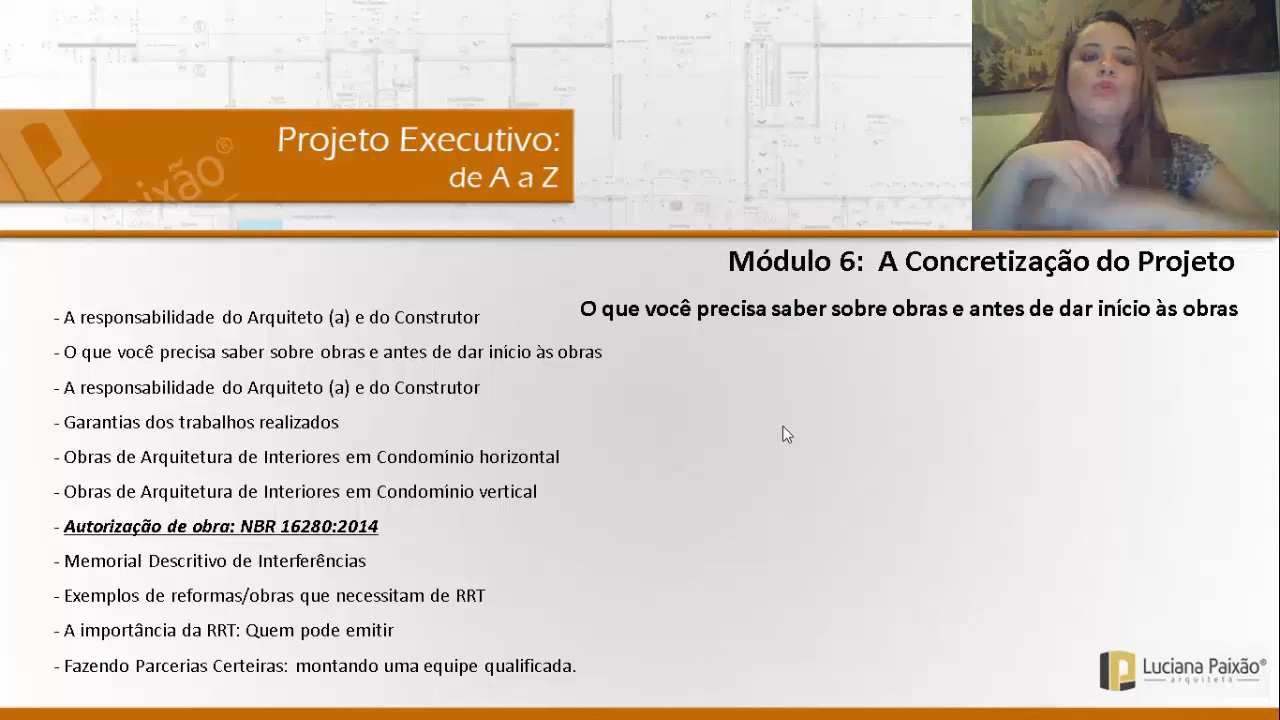 Projeto Executivo:
de A a Z
ixão®
Módulo 6: A Concretização do Projeto
O que você precisa saber sobre obras e antes de dar início às obras
- A responsabilidade do Arquiteto (a) e do Construtor
- O que você precisa saber sobre obras e antes de dar início às obras
- A responsabilidade do Arquiteto (a) e do Construtor
- Garantias dos trabalhos realizados
- Obras de Arquitetura de Interiores em Condomínio horizontal
- Obras de Arquitetura de Interiores em Condomínio vertical
- Autorização de obra: NBR 16280:2014
- Memorial Descritivo de Interferências
- Exemplos de reformas/obras que necessitam de RRT
- A importância da RRT: Quem pode emitir
- Fazendo Parcerias Certeiras: montando uma equipe qualificada.
Luciana Paixão®
arquiteta